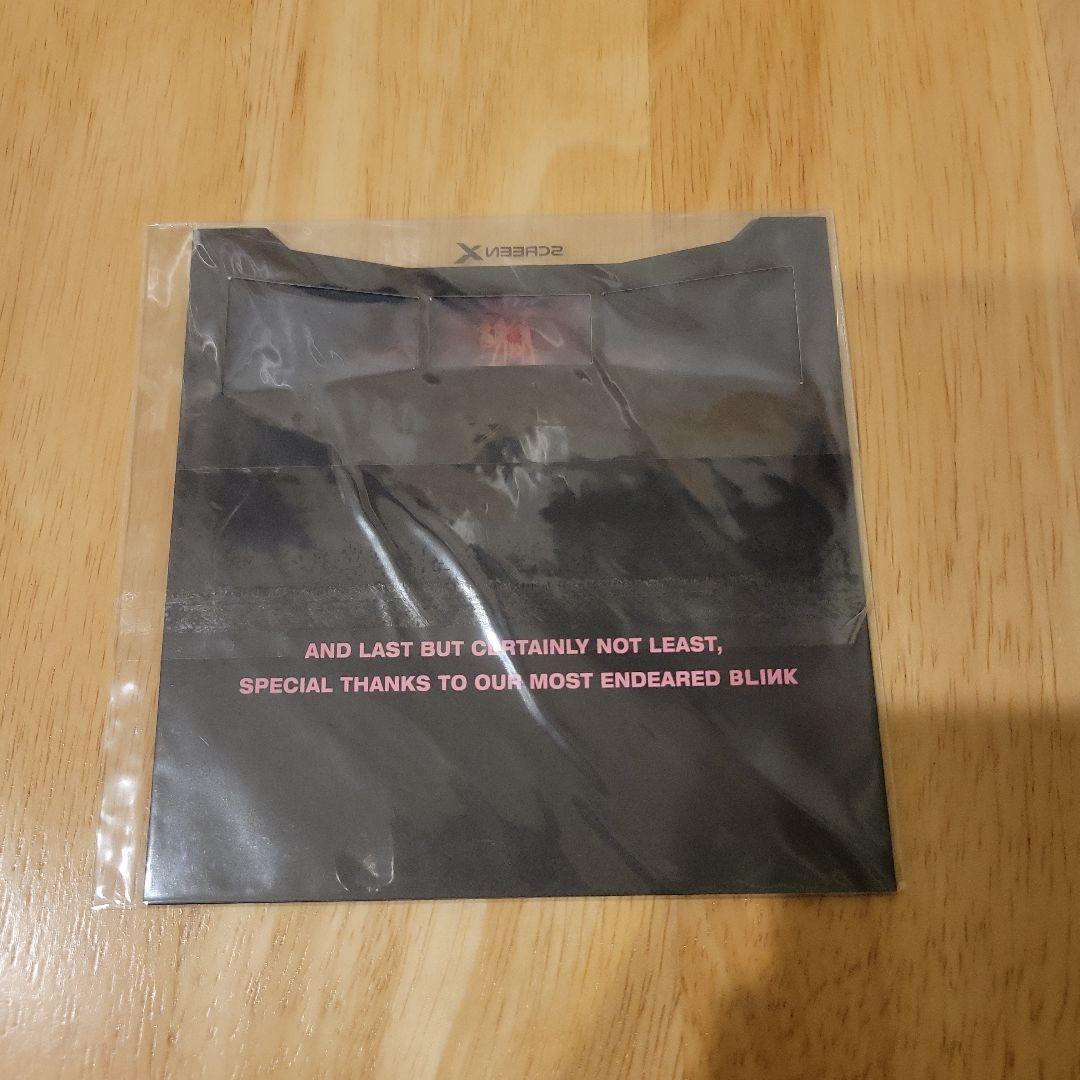 SCREEN X
AND LAST BUT CERTAINLY NOT LEAST,
SPECIAL THANKS TO OUR MOST ENDEARED BLIИK